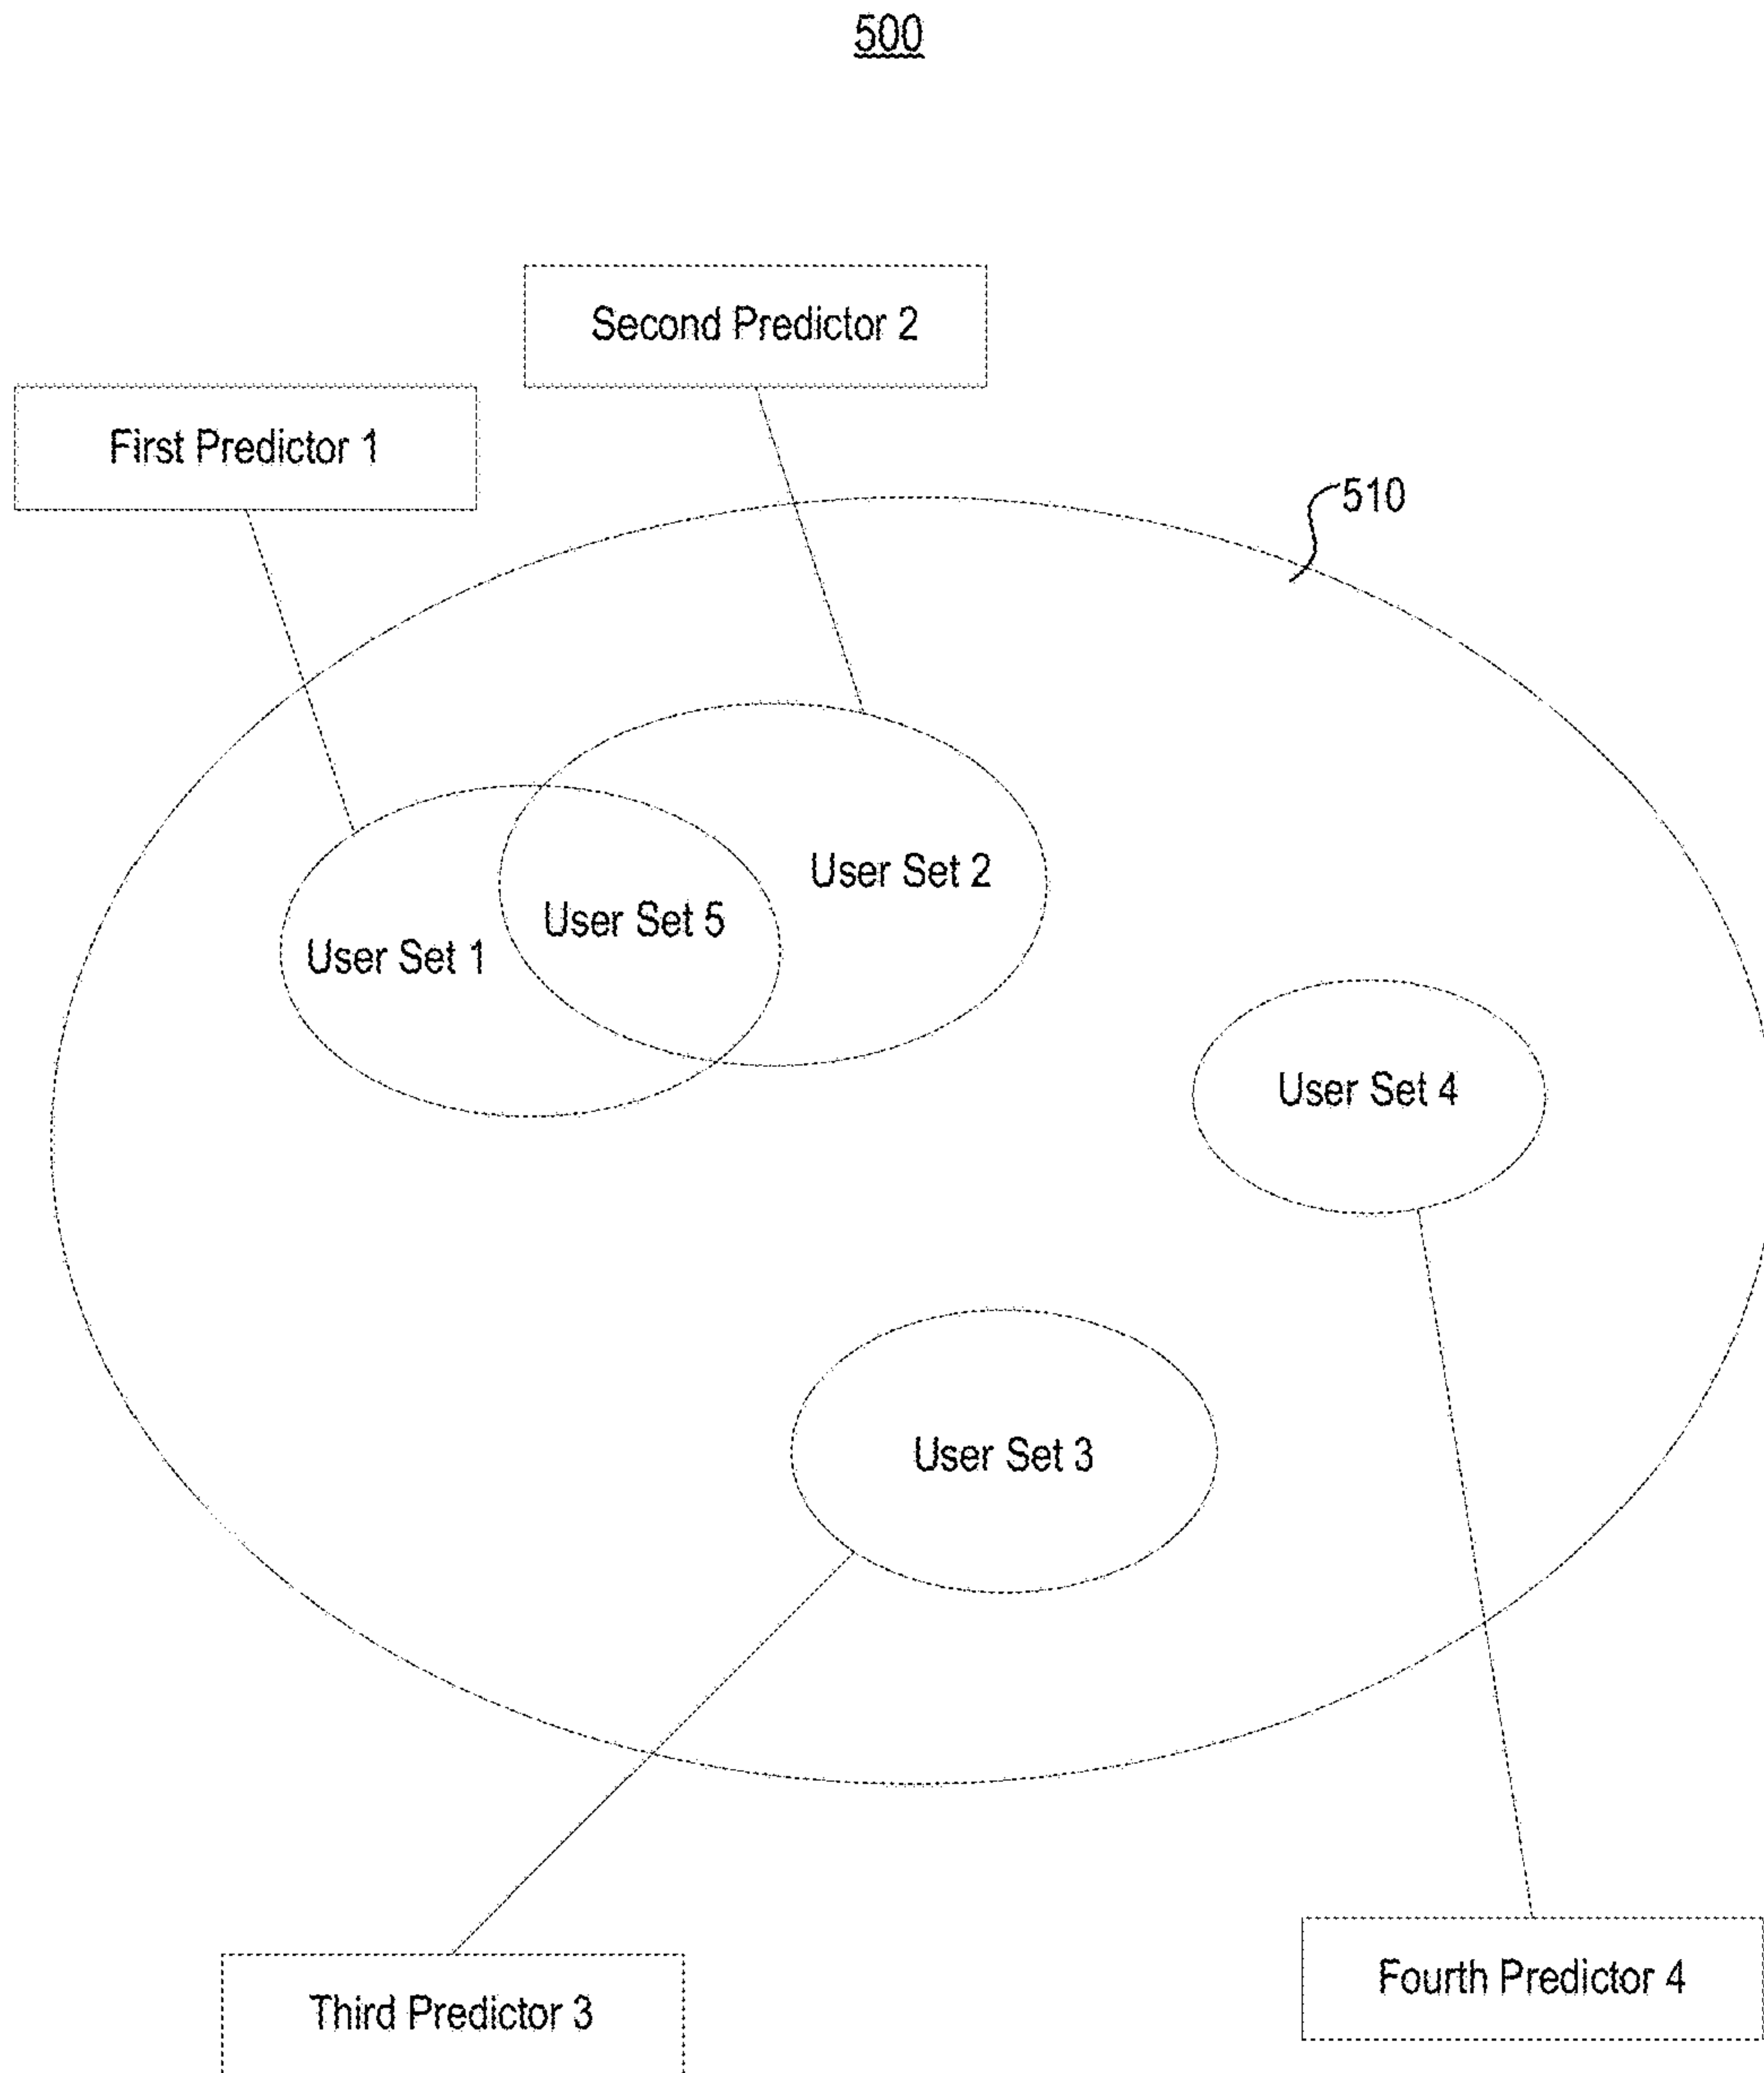 500
Second Predictor 2
First Predictor 1
510
User Set 2
User Set 5
User Set 1
User Set 4
User Set 3
Fourth Predictor 4
Third Predictor 3